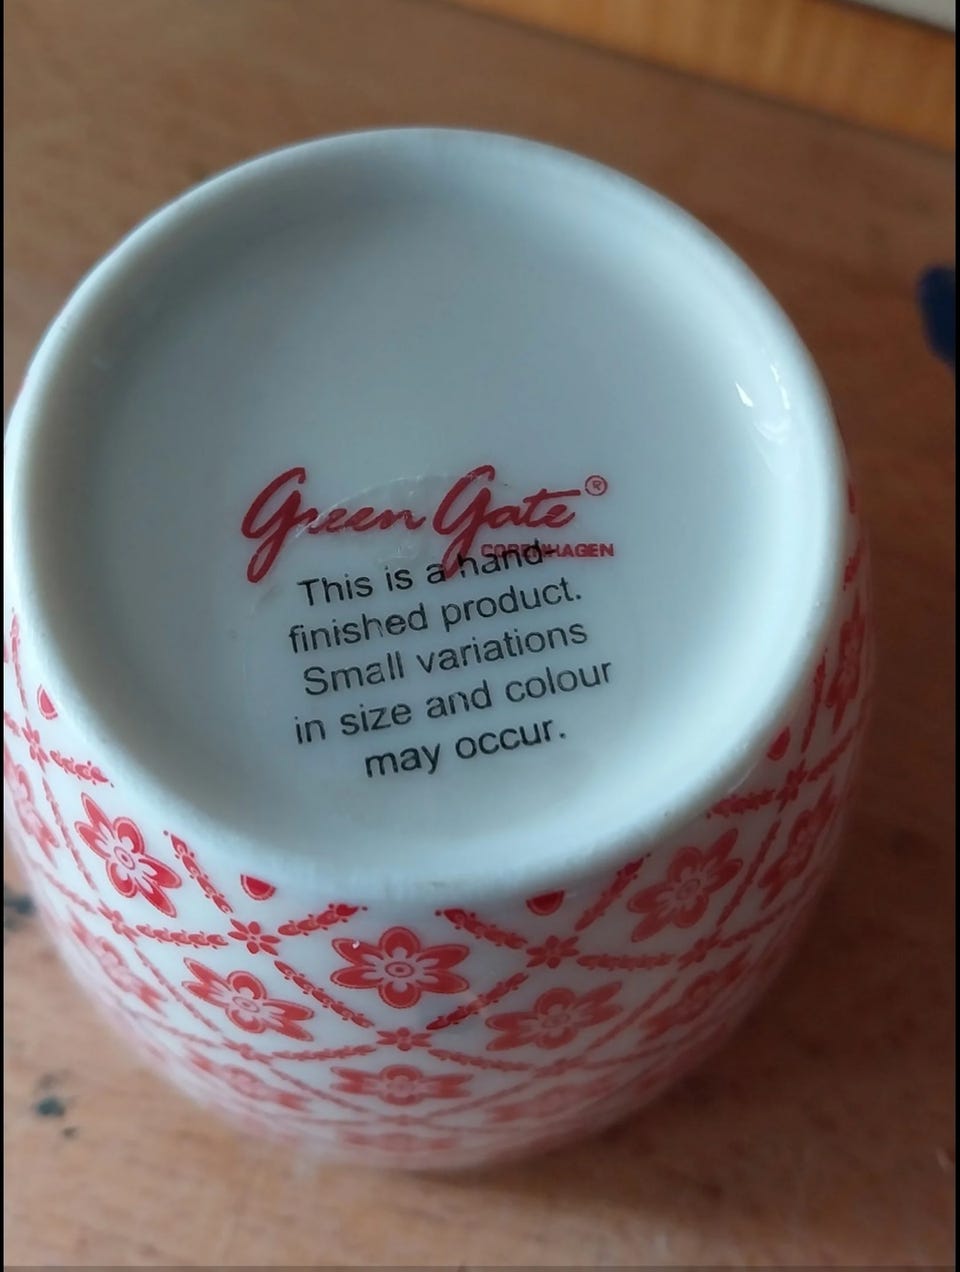 Green Gate®
COPENHAGEN
This is a hand-
finished product.
Small variations
in size and colour
may occur.